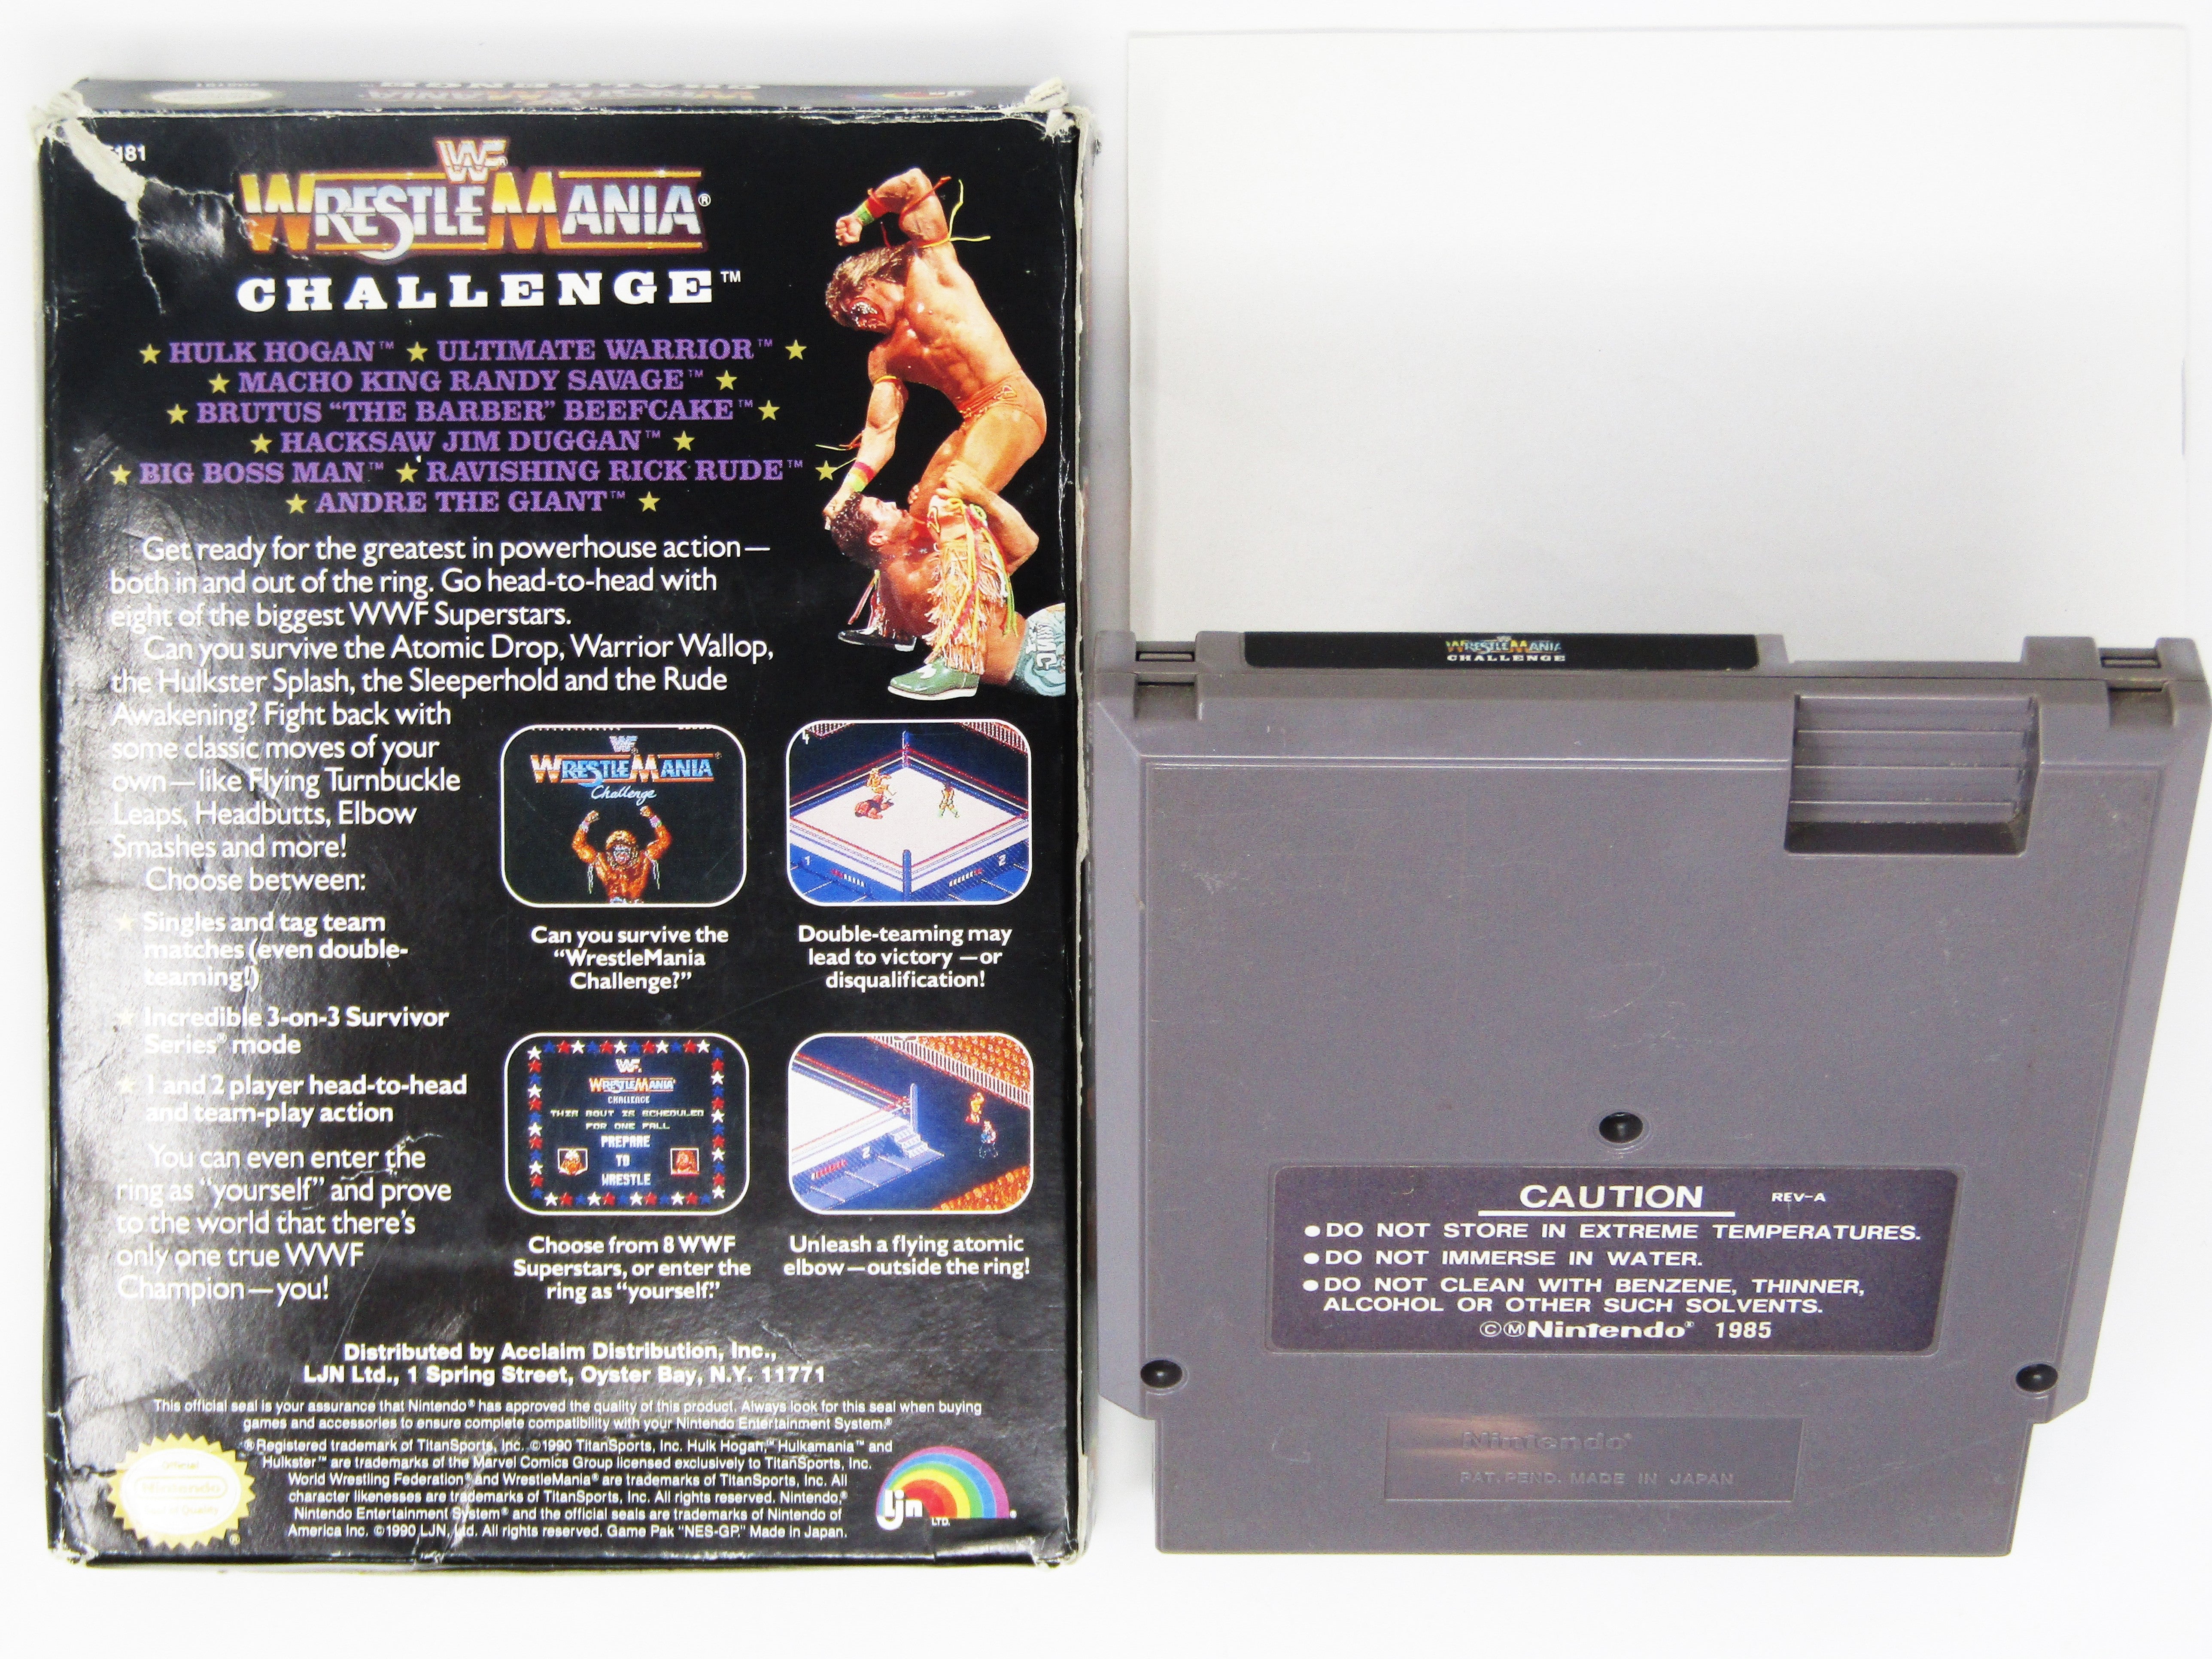 181
WF
WRESTLEMANIA®
CHALLENGE™
HULK HOGAN™ ULTIMATE WARRIOR™
MACHO KING RANDY SAVAGE™
BRUTUS “THE BARBER” BEEFCAKE™
HACKSAW JIM DUGGAN™
BIG BOSS MAN™ RAVISHING RICK RUDE™
ANDRE THE GIANT™
Get ready for the greatest in powerhouse action—
both in and out of the ring. Go head-to-head with
eight of the biggest WWF Superstars.
Can you survive the Atomic Drop, Warrior Wallop,
the Hulkster Splash, the Sleeperhold and the Rude
Awakening? Fight back with
some classic moves of your
own—like Flying Turnbuckle
Leaps, Headbutts, Elbow
Smashes and more!
Choose between:
Singles and tag team
matches (even double-
teaming!)
Incredible 3-on-3 Survivor
Series® mode
1 and 2 player head-to-head
and team-play action
You can even enter the
ring as “yourself” and prove
to the world that there’s
only one true WWF
Champion—you!
WF
WRESTLEMANIA
Challenge
Can you survive the
“WrestleMania
Challenge?”
4
1 2
Double-teaming may
lead to victory—or
disqualification!
WF
WRESTLEMANIA
CHALLENGE
THIS BOUT IS SCHEDULED
FOR ONE FALL
PREPARE
TO
WRESTLE
Choose from 8 WWF
Superstars, or enter the
ring as “yourself.”
2
Unleash a flying atomic
elbow—outside the ring!
Distributed by Acclaim Distribution, Inc.,
LJN Ltd., 1 Spring Street, Oyster Bay, N.Y. 11771
This official seal is your assurance that Nintendo® has approved the quality of this product. Always look for this seal when buying
games and accessories to ensure complete compatibility with your Nintendo Entertainment System.®
®Registered trademark of TitanSports, Inc. ©1990 TitanSports, Inc. Hulk Hogan,™ Hulkamania™ and
Hulkster™ are trademarks of the Marvel Comics Group licensed exclusively to TitanSports, Inc.
World Wrestling Federation® and WrestleMania® are trademarks of TitanSports, Inc. All
character likenesses are trademarks of TitanSports, Inc. All rights reserved. Nintendo,®
Nintendo Entertainment System® and the official seals are trademarks of Nintendo of
America Inc. ©1990 LJN, Ltd. All rights reserved. Game Pak “NES-GP.” Made in Japan.
Official
Nintendo
Seal of Quality
®
ljn
LTD.
WRESTLEMANIA
CHALLENGE
CAUTION REV-A
●DO NOT STORE IN EXTREME TEMPERATURES.
●DO NOT IMMERSE IN WATER.
●DO NOT CLEAN WITH BENZENE, THINNER,
ALCOHOL OR OTHER SUCH SOLVENTS.
©ⓂNintendo® 1985
Nintendo®
PAT. PEND. MADE IN JAPAN